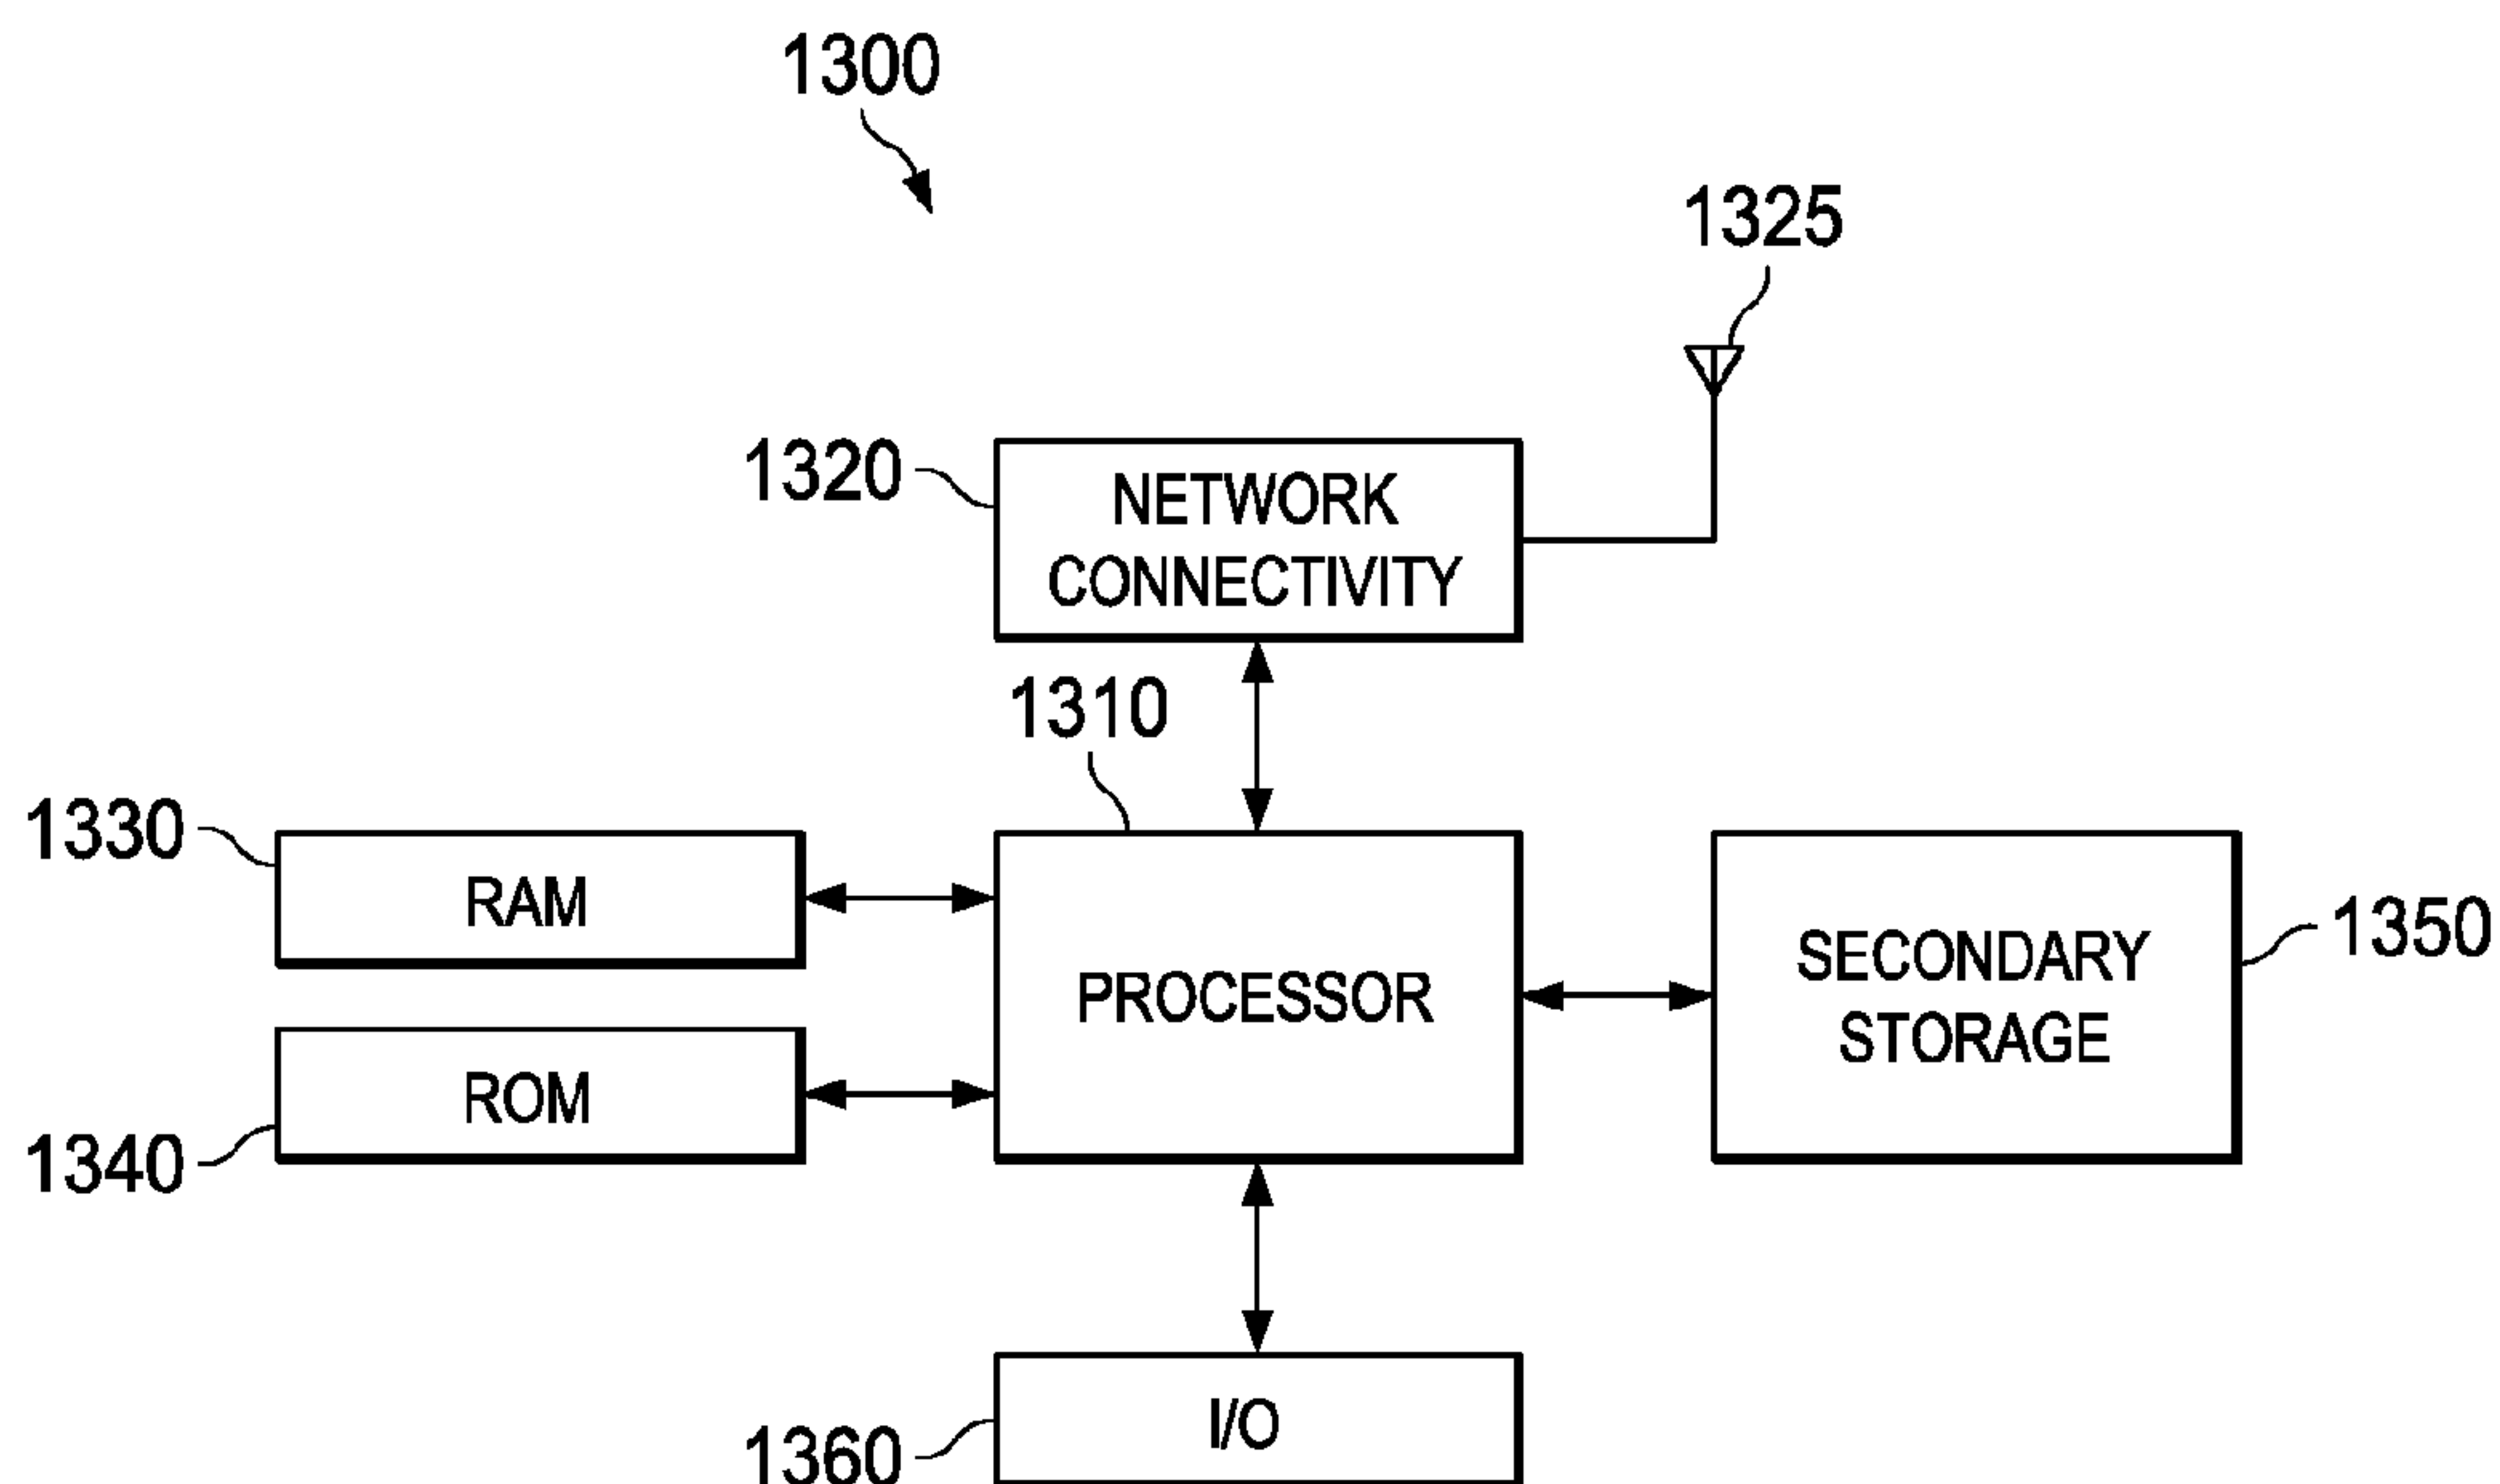 1300
1325
1320
NETWORK
CONNECTIVITY
1310
1330
RAM
PROCESSOR
SECONDARY
STORAGE
1350
ROM
1340
I/O
1360